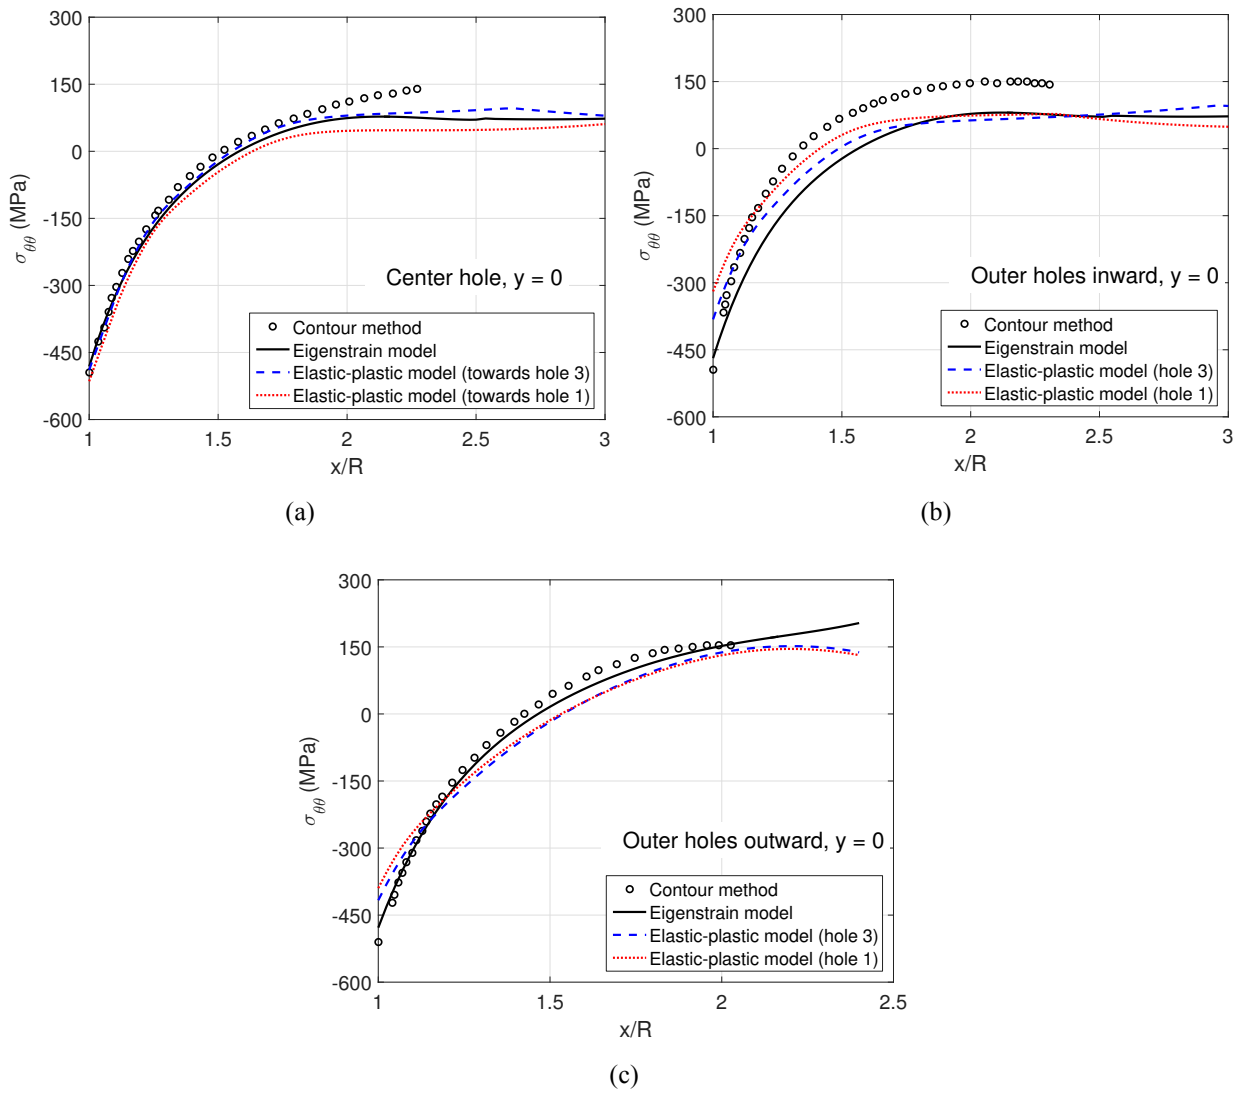 300
150
0
-150
-300
-450
-600
σθθ (MPa)
1
1.5
2
2.5
3
x/R
Center hole, y = 0
Contour method
Eigenstrain model
Elastic-plastic model (towards hole 3)
Elastic-plastic model (towards hole 1)
(a)
300
150
0
-150
-300
-450
-600
σθθ (MPa)
1
1.5
2
2.5
3
x/R
Outer holes inward, y = 0
Contour method
Eigenstrain model
Elastic-plastic model (hole 3)
Elastic-plastic model (hole 1)
(b)
300
150
0
-150
-300
-450
-600
σθθ (MPa)
1
1.5
2
2.5
x/R
Outer holes outward, y = 0
Contour method
Eigenstrain model
Elastic-plastic model (hole 3)
Elastic-plastic model (hole 1)
(c)